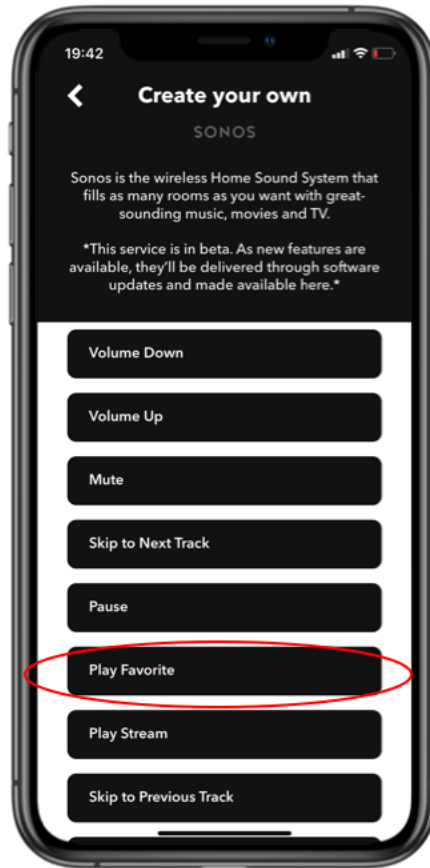 19:42
Create your own
SONOS
Sonos is the wireless Home Sound System that
fills as many rooms as you want with great-
sounding music, movies and TV.
*This service is in beta. As new features are
available, they'll be delivered through software
updates and made available here.*
Volume Down
Volume Up
Mute
Skip to Next Track
Pause
Play Favorite
Play Stream
Skip to Previous Track